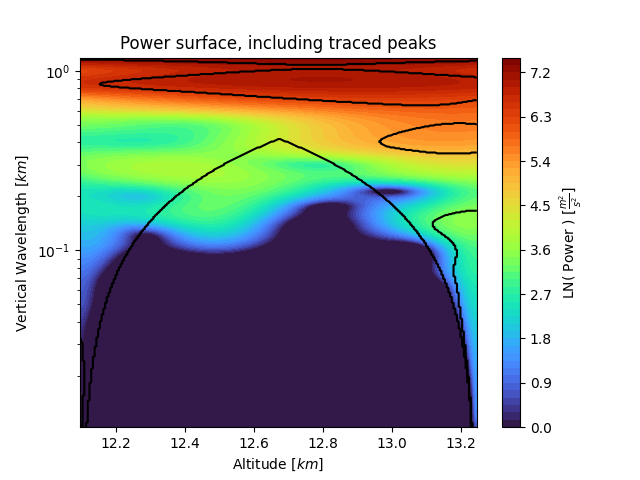 Power surface, including traced peaks
10⁰
10⁻¹
Vertical Wavelength [km]
12.2 12.4 12.6 12.8 13.0 13.2
Altitude [km]
7.2
6.3
5.4
4.5
3.6
2.7
1.8
0.9
0.0
LN( Power ) [m²/s²]